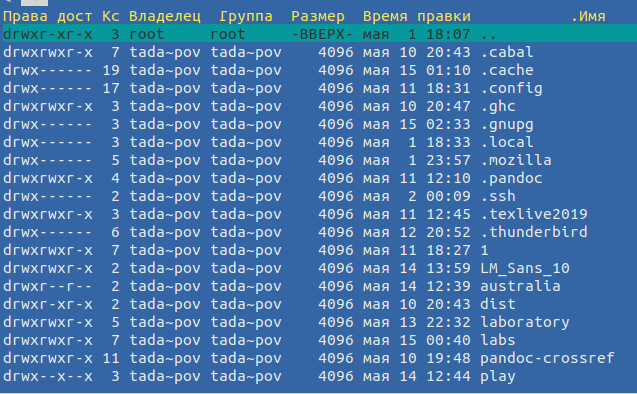 Права дост Кс Владелец Группа Размер Время правки .Имя
drwxr-xr-x 3 root root -ВВЕРХ- мая 1 18:07 ..
drwxrwxr-x 7 tada~pov tada~pov 4096 мая 10 20:43 .cabal
drwx------ 19 tada~pov tada~pov 4096 мая 15 01:10 .cache
drwx------ 17 tada~pov tada~pov 4096 мая 11 18:31 .config
drwxrwxr-x 3 tada~pov tada~pov 4096 мая 10 20:47 .ghc
drwx------ 3 tada~pov tada~pov 4096 мая 15 02:33 .gnupg
drwx------ 3 tada~pov tada~pov 4096 мая 1 18:33 .local
drwx------ 5 tada~pov tada~pov 4096 мая 1 23:57 .mozilla
drwxrwxr-x 4 tada~pov tada~pov 4096 мая 11 12:10 .pandoc
drwx------ 2 tada~pov tada~pov 4096 мая 2 00:09 .ssh
drwxrwxr-x 3 tada~pov tada~pov 4096 мая 11 12:45 .texlive2019
drwx------ 6 tada~pov tada~pov 4096 мая 12 20:52 .thunderbird
drwxrwxr-x 7 tada~pov tada~pov 4096 мая 11 18:27 1
drwxrwxr-x 2 tada~pov tada~pov 4096 мая 14 13:59 LM_Sans_10
drwxr--r-- 2 tada~pov tada~pov 4096 мая 14 12:39 australia
drwxr-xr-x 2 tada~pov tada~pov 4096 мая 10 20:43 dist
drwxrwxr-x 5 tada~pov tada~pov 4096 мая 13 22:32 laboratory
drwxrwxr-x 7 tada~pov tada~pov 4096 мая 15 00:40 labs
drwxrwxr-x 11 tada~pov tada~pov 4096 мая 10 19:48 pandoc-crossref
drwx--x--x 3 tada~pov tada~pov 4096 мая 14 12:44 play